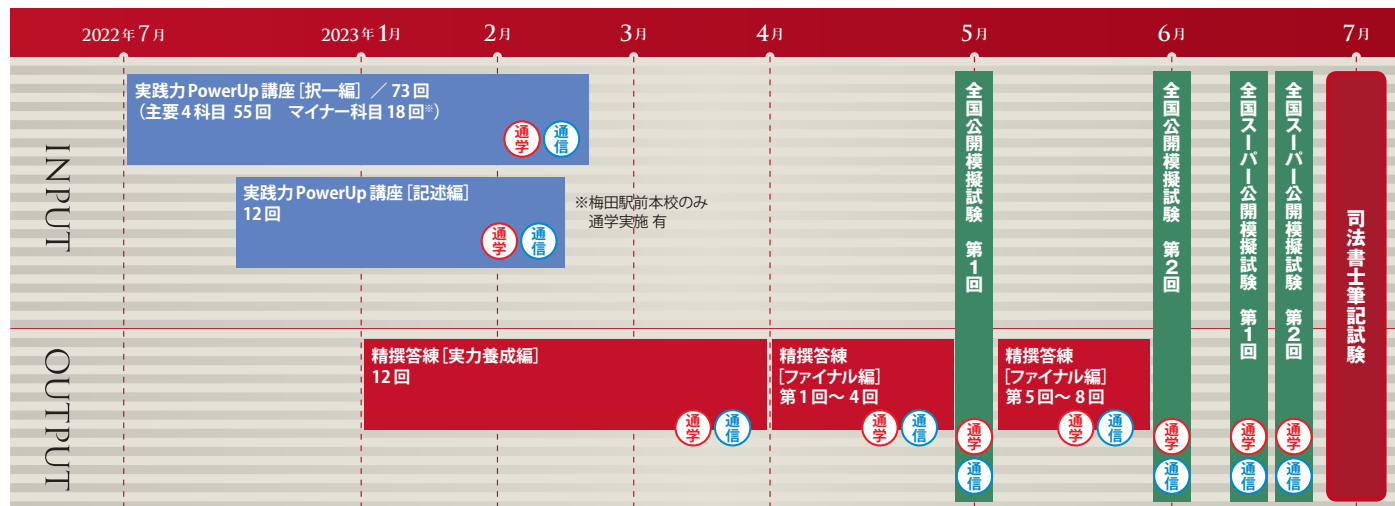 2022年7月
2023年1月
2月
3月
4月
5月
6月
7月
INPUT
実践力PowerUp講座[択一編] ／ 73回
（主要4科目 55回　マイナー科目18回※）
通学
通信
実践力PowerUp講座[記述編]
12回
通学
通信
※梅田駅前本校のみ
通学実施 有
OUTPUT
精撰答練[実力養成編]
12回
通学
通信
精撰答練
[ファイナル編]
第1回～4回
通学
通信
全国公開模擬試験　第1回
通学
通信
精撰答練
[ファイナル編]
第5回～8回
通学
通信
全国公開模擬試験　第2回
通学
通信
全国スーパー公開模擬試験　第1回
通学
通信
全国スーパー公開模擬試験　第2回
通学
通信
司法書士筆記試験